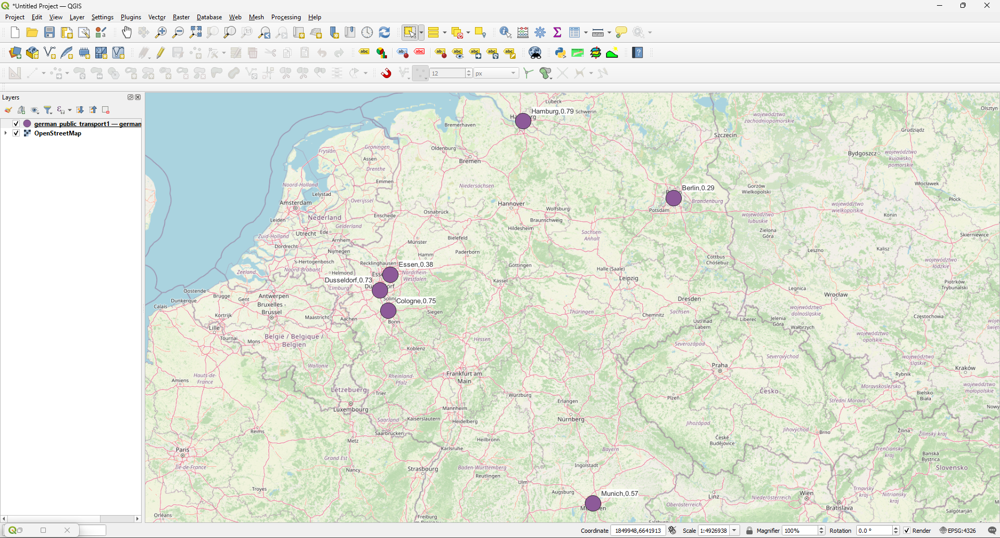 *Untitled Project — QGIS
Project Edit View Layer Settings Plugins Vector Raster Database Web Mesh Processing Help
abc abc abc abc abc abc abc abc
12 px
Layers
german_public_transport1 — german
OpenStreetMap
Lübeck
Hamburg,0.79
Schwerin
województwo
zachodniopomorskie
Olsztyn
Bremerhaven
Szczecin
Grudziądz
Groningen
Oldenburg
Fryslân
Assen
Bremen
Bydgoszcz
województwo
kujawsko
pomorskie
Drenthe
Emmen
Noord-Holland
Niedersachsen
Berlin,0.29
Gorzów
Wielkopolski
Włocławek
Lelystad
Overijssel
Amsterdam
Hannover
Wolfsburg
Brandenburg
Potsdam
województwo
wielkopolskie
Płock
Leiden
Nederland
Enschede
Osnabrück
Braunschweig
województwo
lubuskie
Konin
Gelderland
Utrecht
Ede
Hildesheim
Sachsen-
Anhalt
Zielona
Góra
Skierniewice
Zuid-Holland
Arnhem
Münster
Bielefeld
Dordrecht
Nijmegen
Hamm
Paderborn
Cottbus
Chóśebuz
Leszno
Kalisz
's-Hertogenbosch
Recklinghausen
Essen,0.38
Göttingen
Halle (Saale)
województwo
łódzkie
Zeeland
Noord-Brabant
Helmond
Nordrhein-
Westfalen
Dusseldorf,0.73
Kassel
Leipzig
Limburg
Legnica
Piotrków
Trybunalski
Oostende
Brugge
Gent
Antwerpen
Cologne,0.75
Dresden
Wrocław
Dunkerque
Calais
Bruxelles -
Brussel
Kortrijk
Maastricht
Aachen
Siegen
Bonn
Thüringen
Chemnitz
Sachsen
Liberec
Jelenia
Góra
województwo
dolnośląskie
Częstochowa
Lille
Tournai
Mons
België / Belgique /
Belgien
Koblenz
Hessen
Ústí nad
Labem
Wałbrzych
województwo
opolskie
Severozápad
Severovýchod
województwo
śląskie
Wallonie
Hauts-de-
France
Amiens
Rheinland-
Pfalz
Frankfurt am
Main
Praha
Rybnik
Kraków
Lëtzebuerg
Trier
Würzburg
Erlangen
Plzeň
Česko
Moravskoslezsko
Bielsko-
Biała
województwo
małopolskie
Luxembourg
Mannheim
Střední Morava
Saarland
Kaiserslautern
Heidelberg
Nürnberg
Jihozápad
Jihovýchod
Brno
Žilina
Žilinský kraj
Reims
Saarbrücken
Metz
Heilbronn
České
Budějovice
Paris
Karlsruhe
Bayern
Trenčiansky
kraj
Banská
Bystrica
Île-de-France
Grand Est
Nancy
Strasbourg
Baden-Württemberg
Reutlingen
Ingolstadt
Slovensko
Troyes
Ulm
Augsburg
Munich,0.57
Linz
Wien
Niederösterreich
Trnavský
kraj
Nitriansky
kraj
Oberösterreich
Bratislava
Salgótarján
Orléans
Freiburg
Coordinate 1849948,6641913 Scale 1:4926938 Magnifier 100% Rotation 0.0 ° Render EPSG:4326